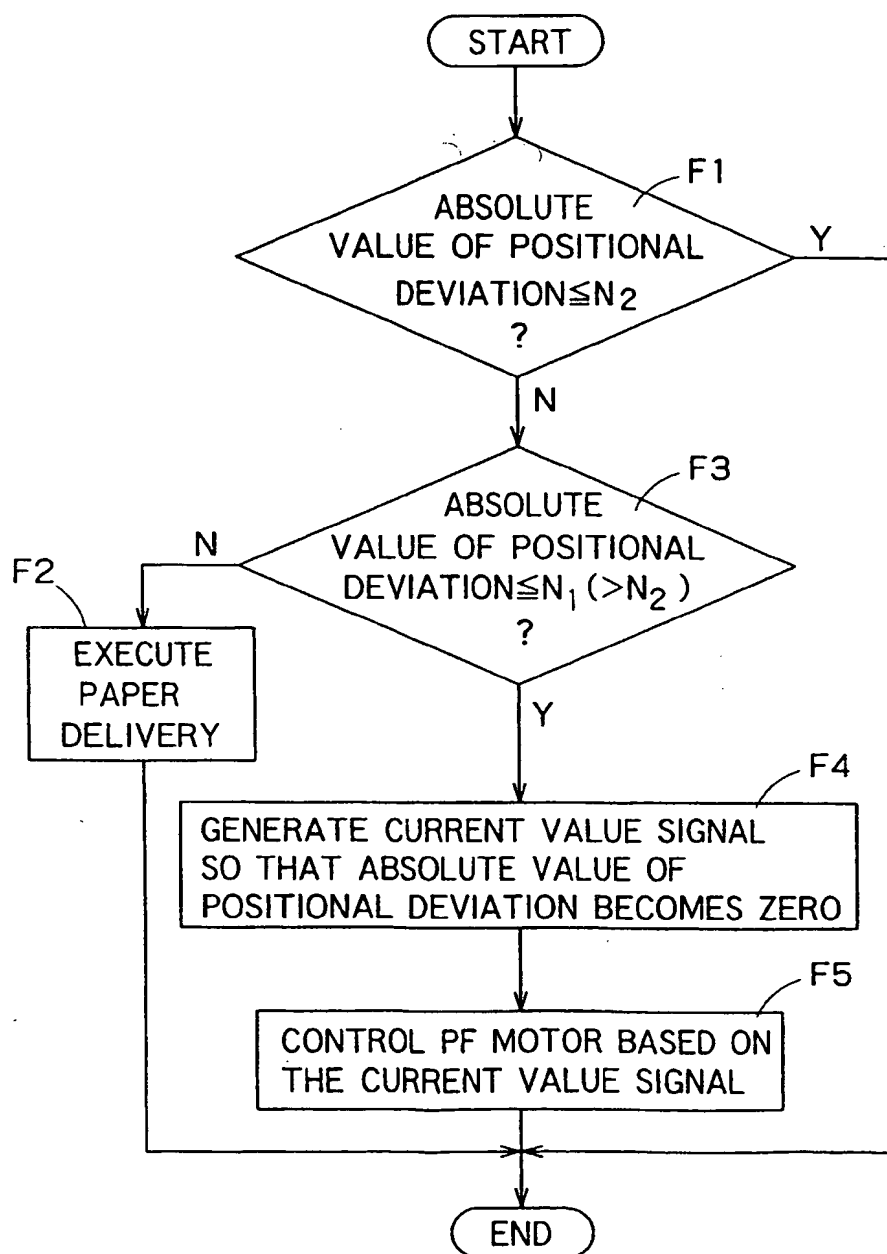 START
F1
ABSOLUTE
VALUE OF POSITIONAL
DEVIATION≦N2
?
Y
N
F3
ABSOLUTE
VALUE OF POSITIONAL
DEVIATION≦N1(>N2)
?
N
F2
EXECUTE
PAPER
DELIVERY
Y
F4
GENERATE CURRENT VALUE SIGNAL
SO THAT ABSOLUTE VALUE OF
POSITIONAL DEVIATION BECOMES ZERO
F5
CONTROL PF MOTOR BASED ON
THE CURRENT VALUE SIGNAL
END